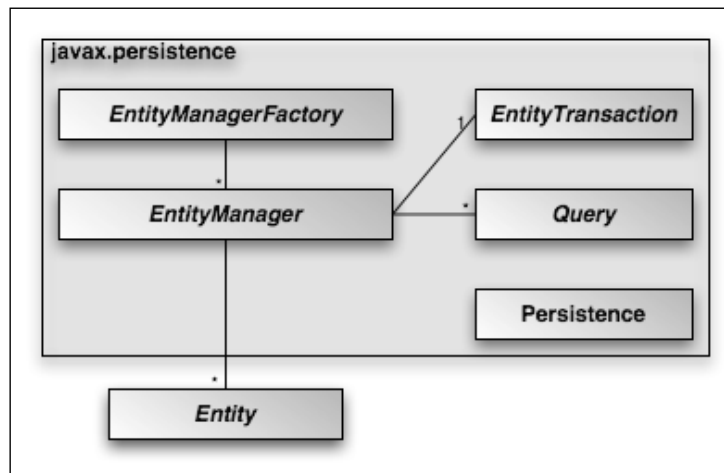 javax.persistence
EntityManagerFactory
EntityTransaction
1
*
EntityManager
*
Query
Persistence
*
Entity